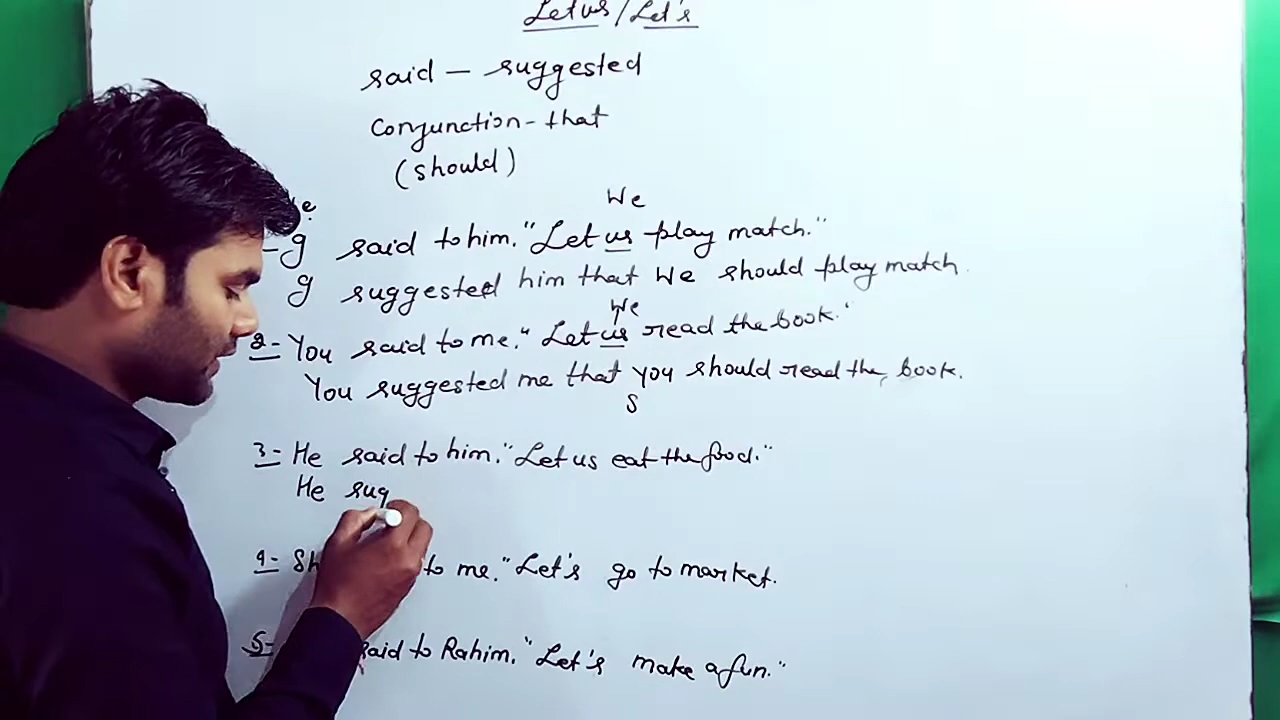 Let us / Let's
said – suggested
Conjunction - that
(should)
We
said to him. "Let us play match."
suggested him that We should play match.
We
2- You said to me. "Let us read the book."
You suggested me that you should read the book.
S
3- He said to him. "Let us eat the food."
He sug
4- Sh to me. "Let's go to market.
5- said to Rahim. "Let's make a fun."